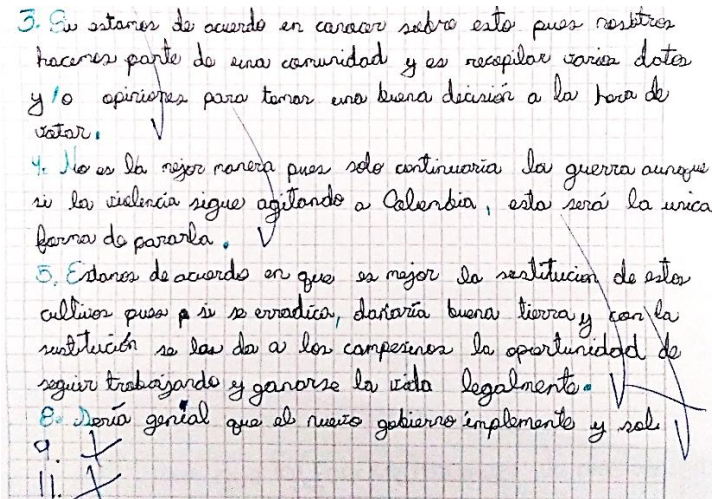 3. Si estamos de acuerdo en conocer sobre esto pues nosotros
hacemos parte de una comunidad y es recopilar varios datos
y/o opiniones para tomar una buena decisión a la hora de
votar.
4. No es la mejor manera pues solo continuaria la guerra aunque
si la violencia sigue agitando a Colombia, esta será la unica
forma de pararla.
5. Estamos de acuerdo en que es mejor la sustitucion de estos
cultivos pues si se erradica, dañaría buena tierra y con la
sustitución se les da a los campesinos la oportunidad de
seguir trabajando y ganarse la vida legalmente.
8. Sería genial que el nuevo gobierno implemente y sol
9.
11.